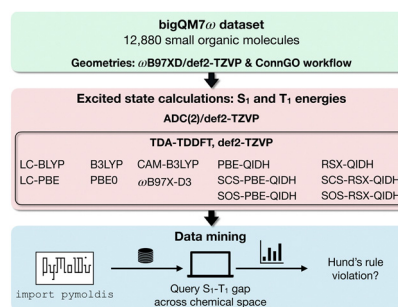 bigQM7ω dataset
12,880 small organic molecules
Geometries: ωB97XD/def2-TZVP & ConnGO workflow
Excited state calculations: S₁ and T₁ energies
ADC(2)/def2-TZVP
TDA-TDDFT, def2-TZVP
LC-BLYP B3LYP CAM-B3LYP PBE-QIDH RSX-QIDH
LC-PBE PBE0 ωB97X-D3 SCS-PBE-QIDH SCS-RSX-QIDH
SOS-PBE-QIDH SOS-RSX-QIDH
Data mining
PyMolDis
import pymoldis
Query S₁-T₁ gap
across chemical space
Hund's rule
violation?